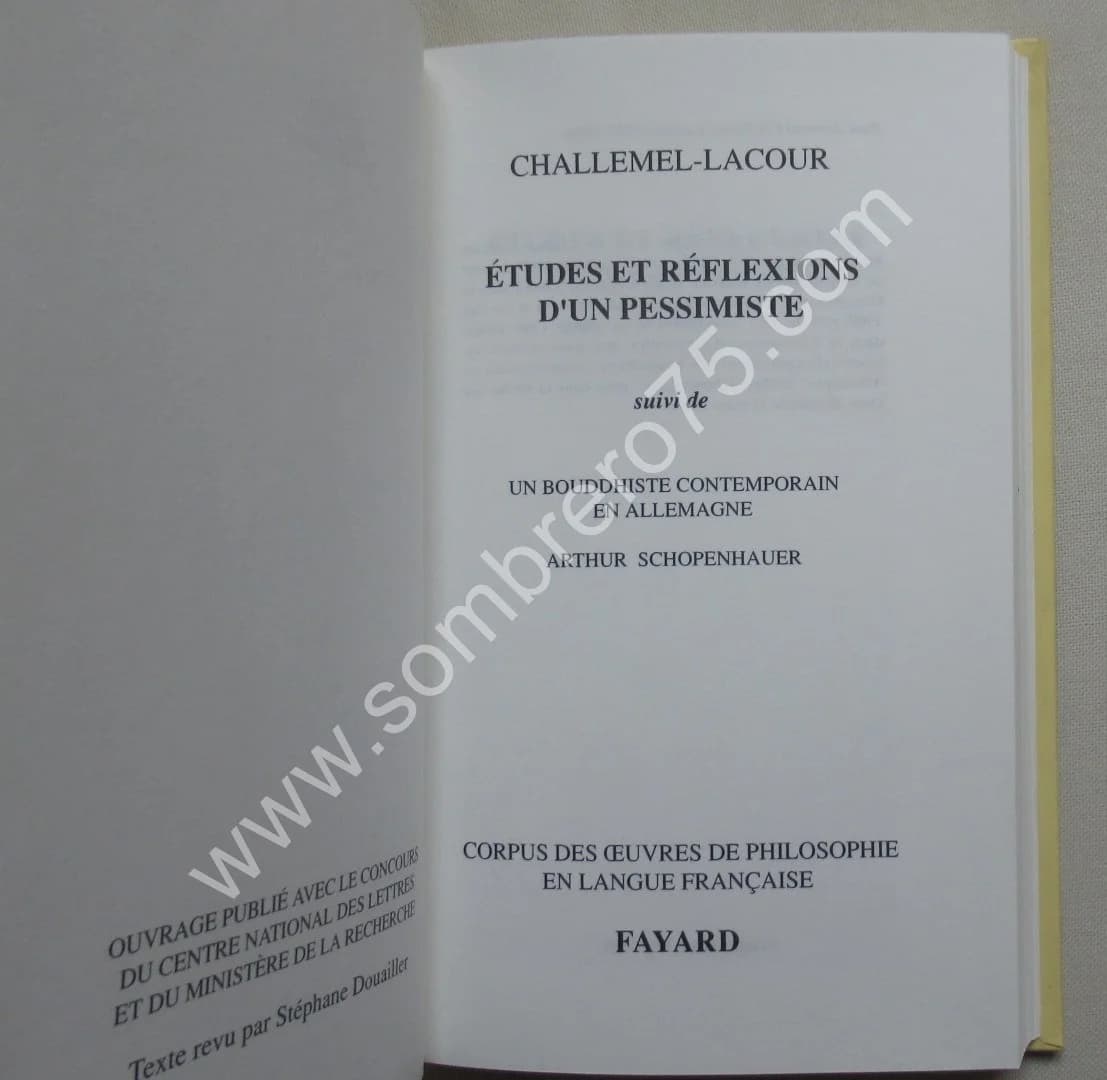 OUVRAGE PUBLIÉ AVEC LE CONCOURS
DU CENTRE NATIONAL DES LETTRES
ET DU MINISTÈRE DE LA RECHERCHE
Texte revu par Stéphane Douailler
CHALLEMEL-LACOUR
ÉTUDES ET RÉFLEXIONS
D'UN PESSIMISTE
suivi de
UN BOUDDHISTE CONTEMPORAIN
EN ALLEMAGNE
ARTHUR SCHOPENHAUER
CORPUS DES ŒUVRES DE PHILOSOPHIE
EN LANGUE FRANÇAISE
FAYARD
www.sombrero75.com